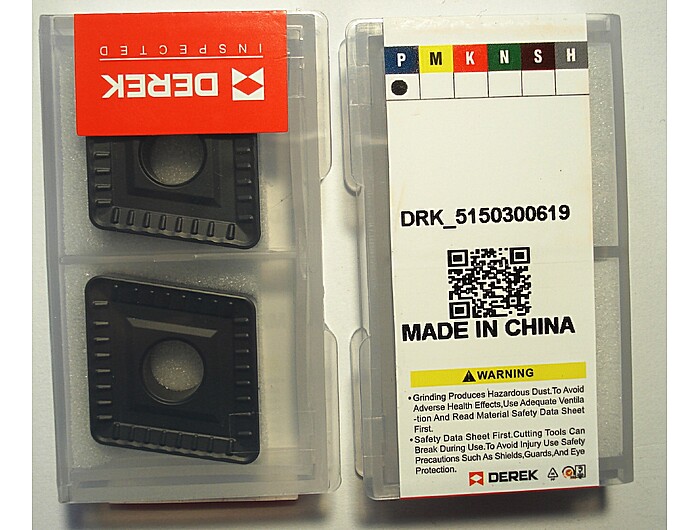 INSPECTED
DEREK
P M K N S H
DRK_5150300619
MADE IN CHINA
WARNING
•Grinding Produces Hazardous Dust.To Avoid
Adverse Health Effects,Use Adequate Ventila
-tion And Read Material Safety Data Sheet
First.
•Safety Data Sheet First.Cutting Tools Can
Break During Use.To Avoid Injury Use Safety
Precautions Such As Shields,Guards,And Eye
Protection.
DEREK